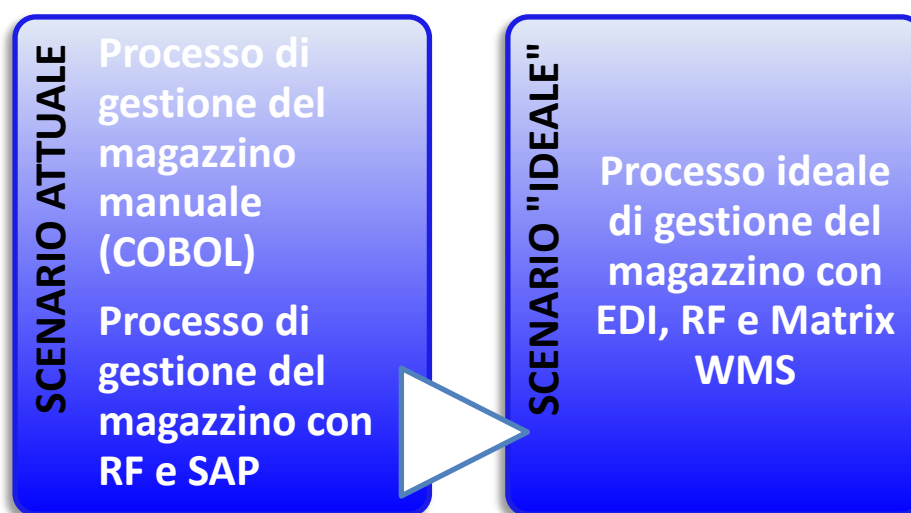 SCENARIO ATTUALE
Processo di
gestione del
magazzino
manuale
(COBOL)
Processo di
gestione del
magazzino con
RF e SAP
SCENARIO "IDEALE"
Processo ideale
di gestione del
magazzino con
EDI, RF e Matrix
WMS